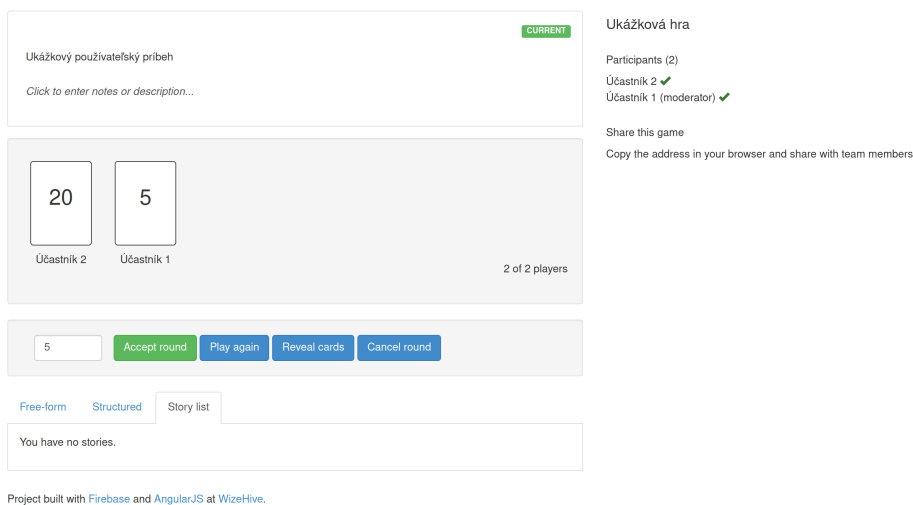 CURRENT
Ukážkový používateľský príbeh
Click to enter notes or description...
20
5
Účastník 2
Účastník 1
2 of 2 players
5
Accept round
Play again
Reveal cards
Cancel round
Free-form
Structured
Story list
You have no stories.
Project built with Firebase and AngularJS at WizeHive.
Ukážková hra
Participants (2)
Účastník 2
Účastník 1 (moderator)
Share this game
Copy the address in your browser and share with team members